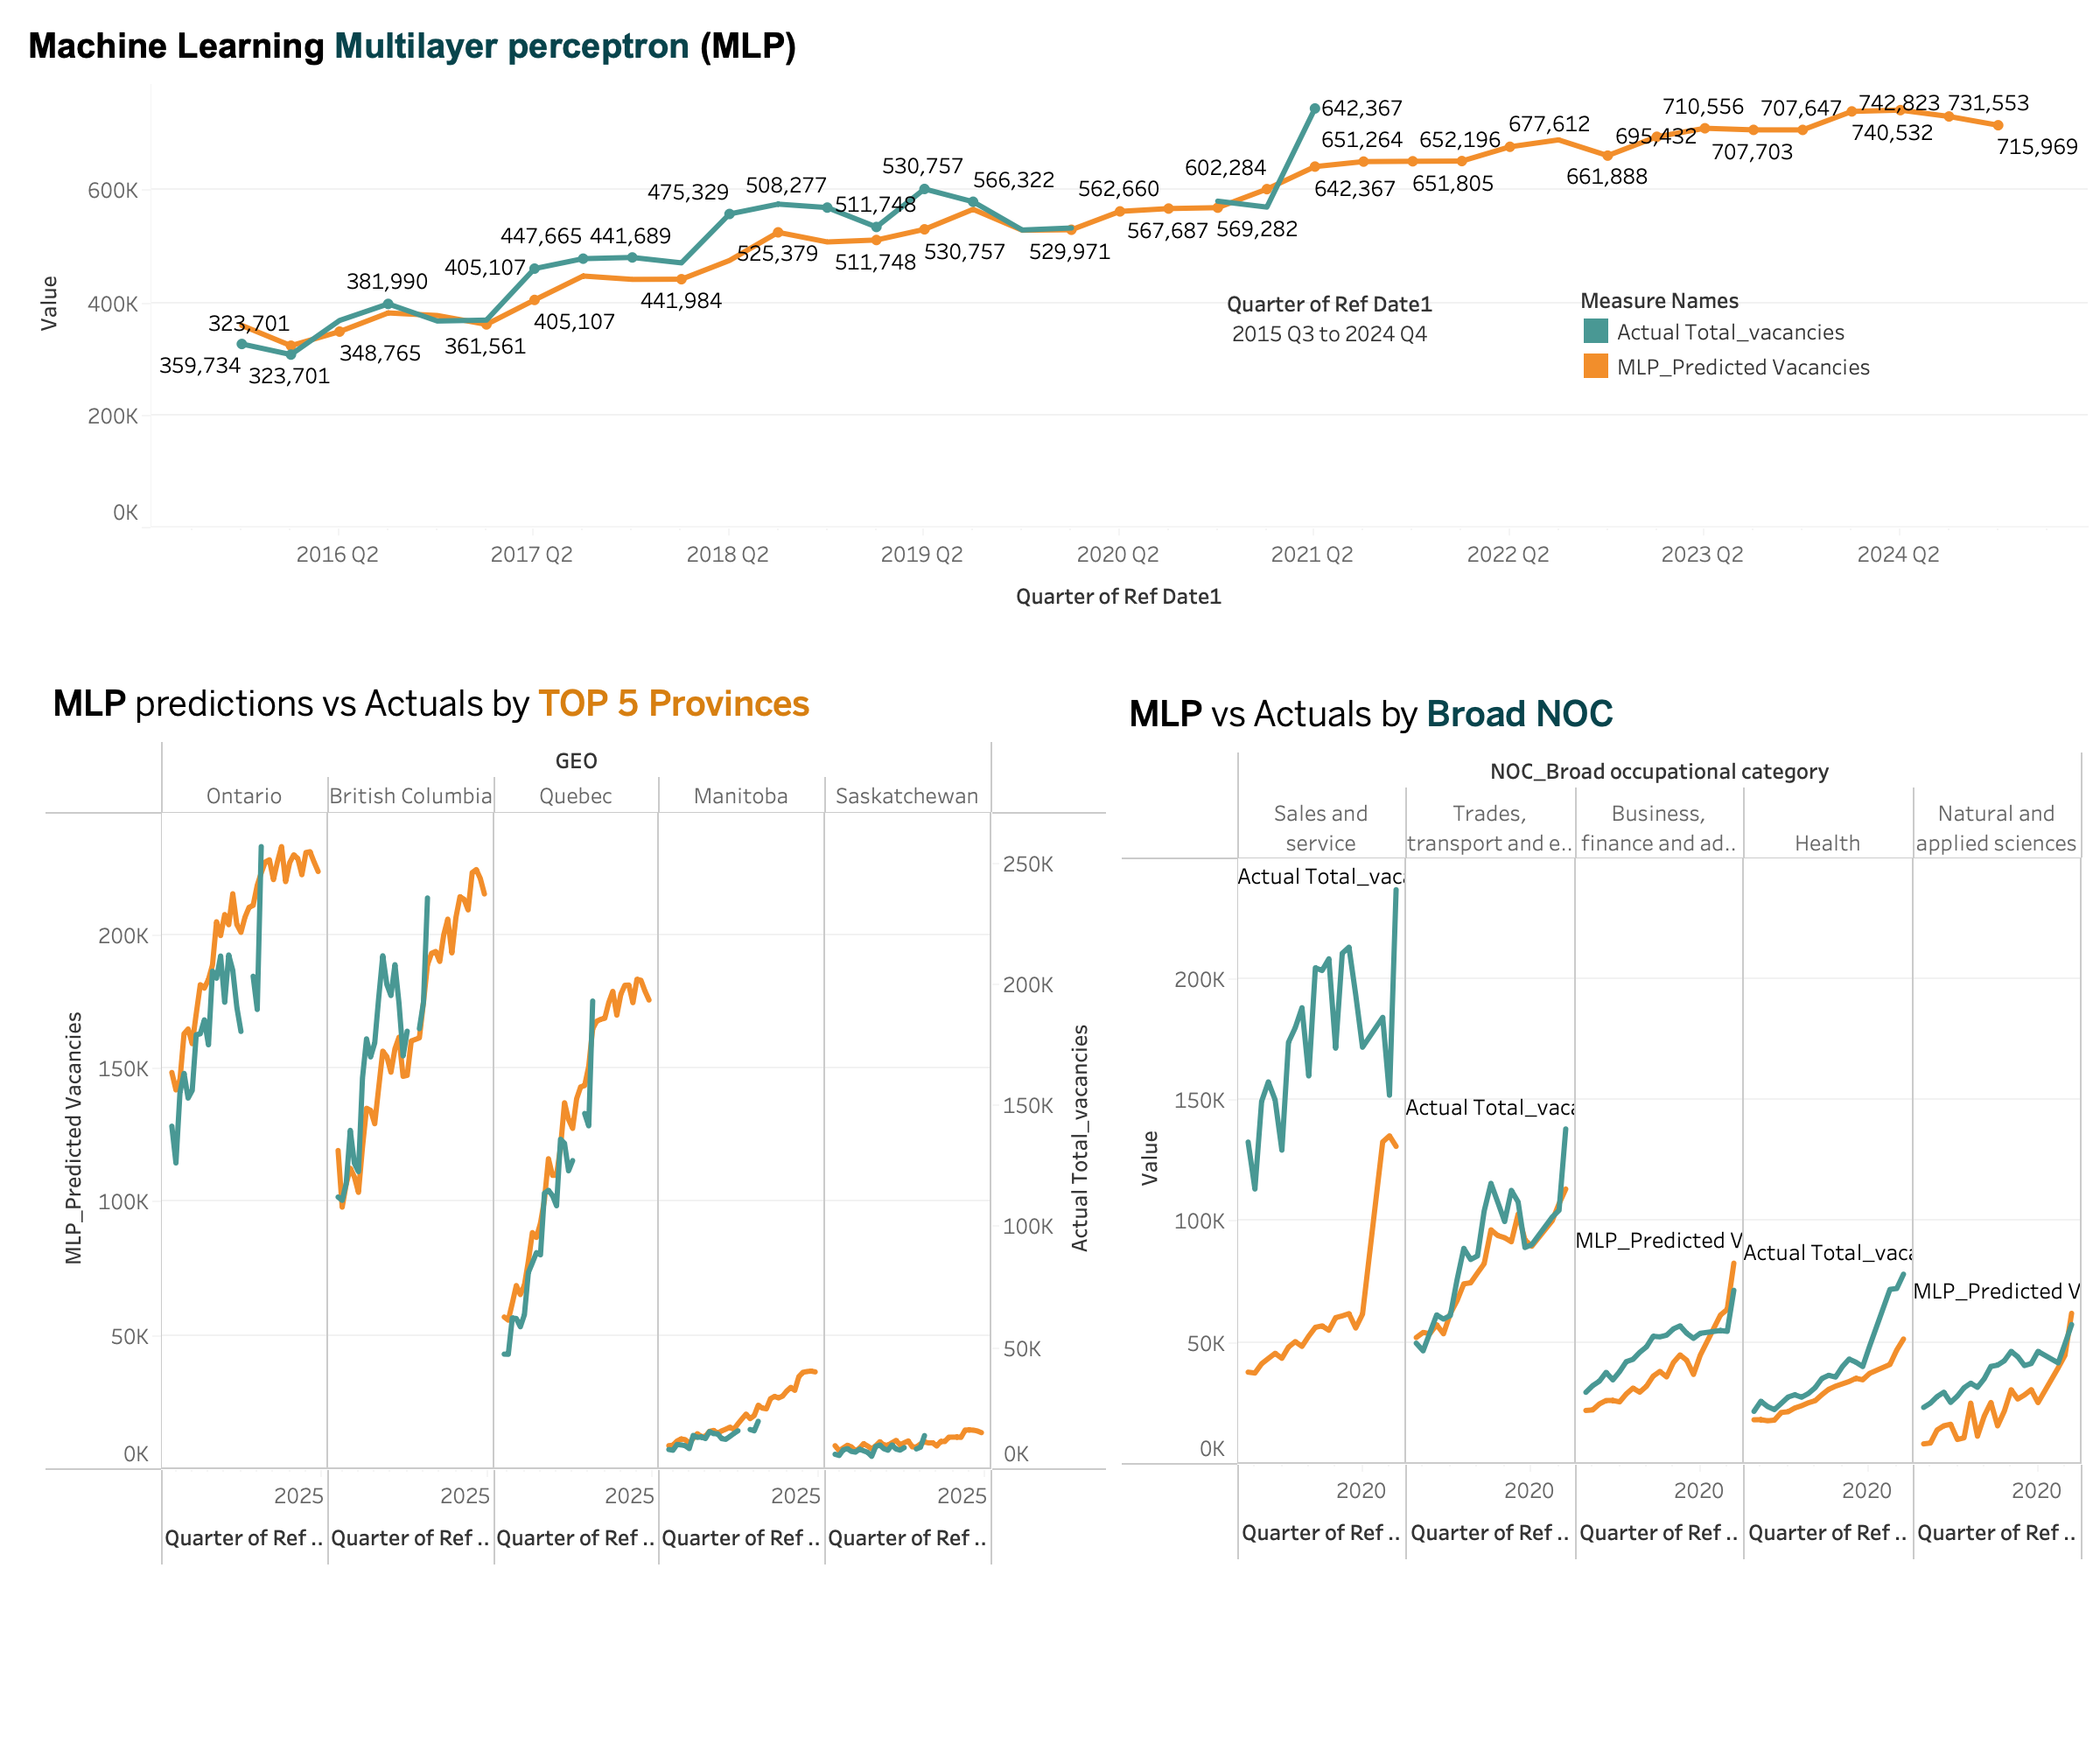 Machine Learning Multilayer perceptron (MLP)
Value
600K
400K
200K
0K
359,734
323,701
323,701
348,765
381,990
361,561
405,107
405,107
447,665
441,689
441,984
475,329
525,379
508,277
511,748
511,748
530,757
530,757
566,322
529,971
562,660
567,687
569,282
602,284
642,367
642,367
651,264
651,805
652,196
677,612
661,888
695,432
710,556
707,703
707,647
740,532
742,823
731,553
715,969
Quarter of Ref Date1
2015 Q3 to 2024 Q4
Measure Names
Actual Total_vacancies
MLP_Predicted Vacancies
2016 Q2
2017 Q2
2018 Q2
2019 Q2
2020 Q2
2021 Q2
2022 Q2
2023 Q2
2024 Q2
Quarter of Ref Date1
MLP predictions vs Actuals by TOP 5 Provinces
GEO
Ontario
British Columbia
Quebec
Manitoba
Saskatchewan
MLP_Predicted Vacancies
200K
150K
100K
50K
0K
250K
200K
150K
100K
50K
0K
Actual Total_vacancies
2025
2025
2025
2025
2025
Quarter of Ref ..
Quarter of Ref ..
Quarter of Ref ..
Quarter of Ref ..
Quarter of Ref ..
MLP vs Actuals by Broad NOC
NOC_Broad occupational category
Sales and
service
Trades,
transport and e..
Business,
finance and ad..
Health
Natural and
applied sciences
Value
200K
150K
100K
50K
0K
Actual Total_vaca
Actual Total_vaca
MLP_Predicted V
Actual Total_vaca
MLP_Predicted V
2020
2020
2020
2020
2020
Quarter of Ref ..
Quarter of Ref ..
Quarter of Ref ..
Quarter of Ref ..
Quarter of Ref ..